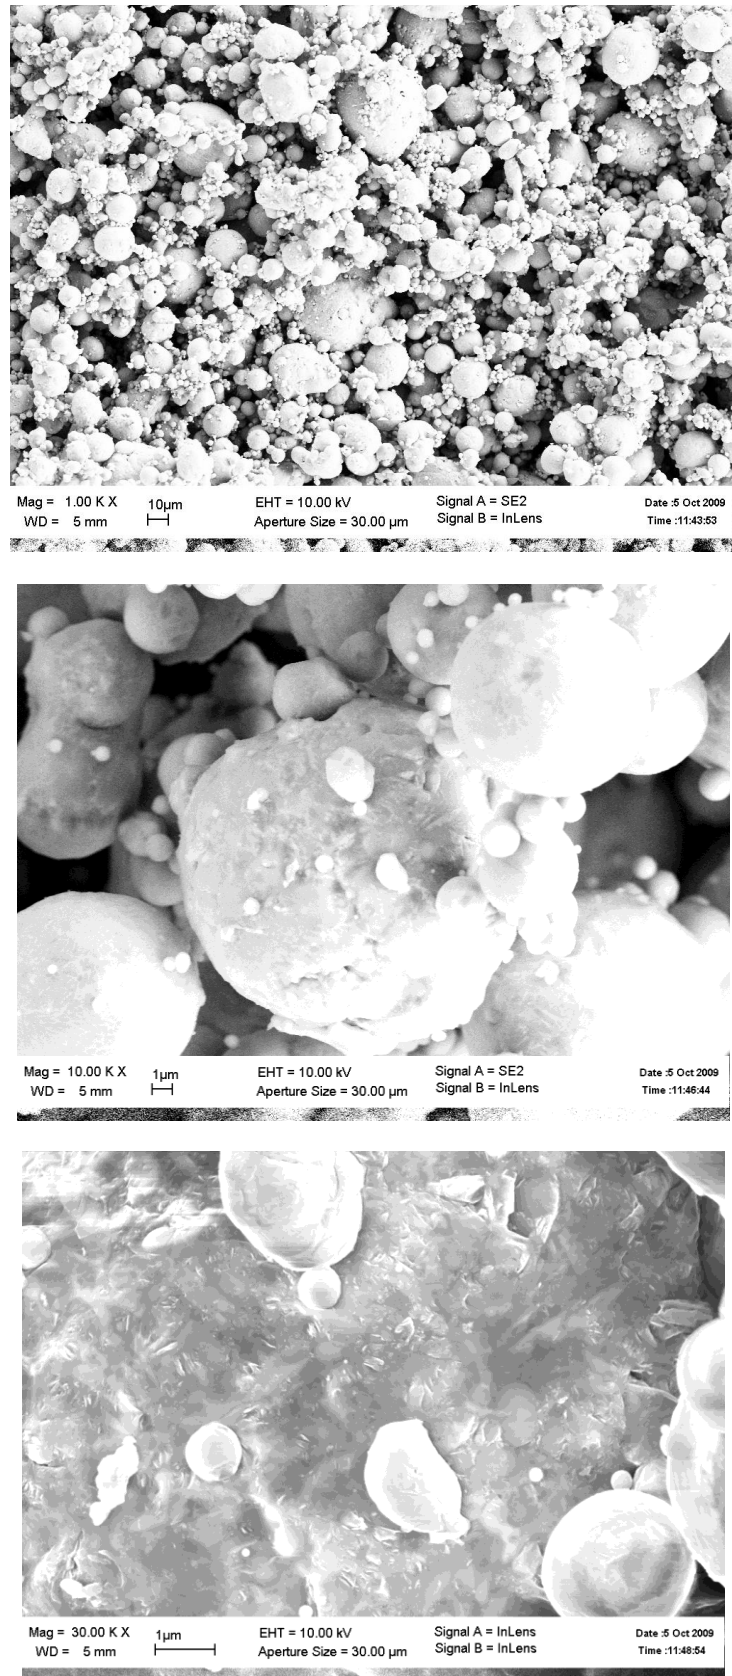 Mag = 1.00 K X 10µm EHT = 10.00 kV Signal A = SE2 Date :5 Oct 2009
WD = 5 mm Aperture Size = 30.00 µm Signal B = InLens Time :11:43:53
Mag = 10.00 K X 1µm EHT = 10.00 kV Signal A = SE2 Date :5 Oct 2009
WD = 5 mm Aperture Size = 30.00 µm Signal B = InLens Time :11:46:44
Mag = 30.00 K X 1µm EHT = 10.00 kV Signal A = InLens Date :5 Oct 2009
WD = 5 mm Aperture Size = 30.00 µm Signal B = InLens Time :11:48:54